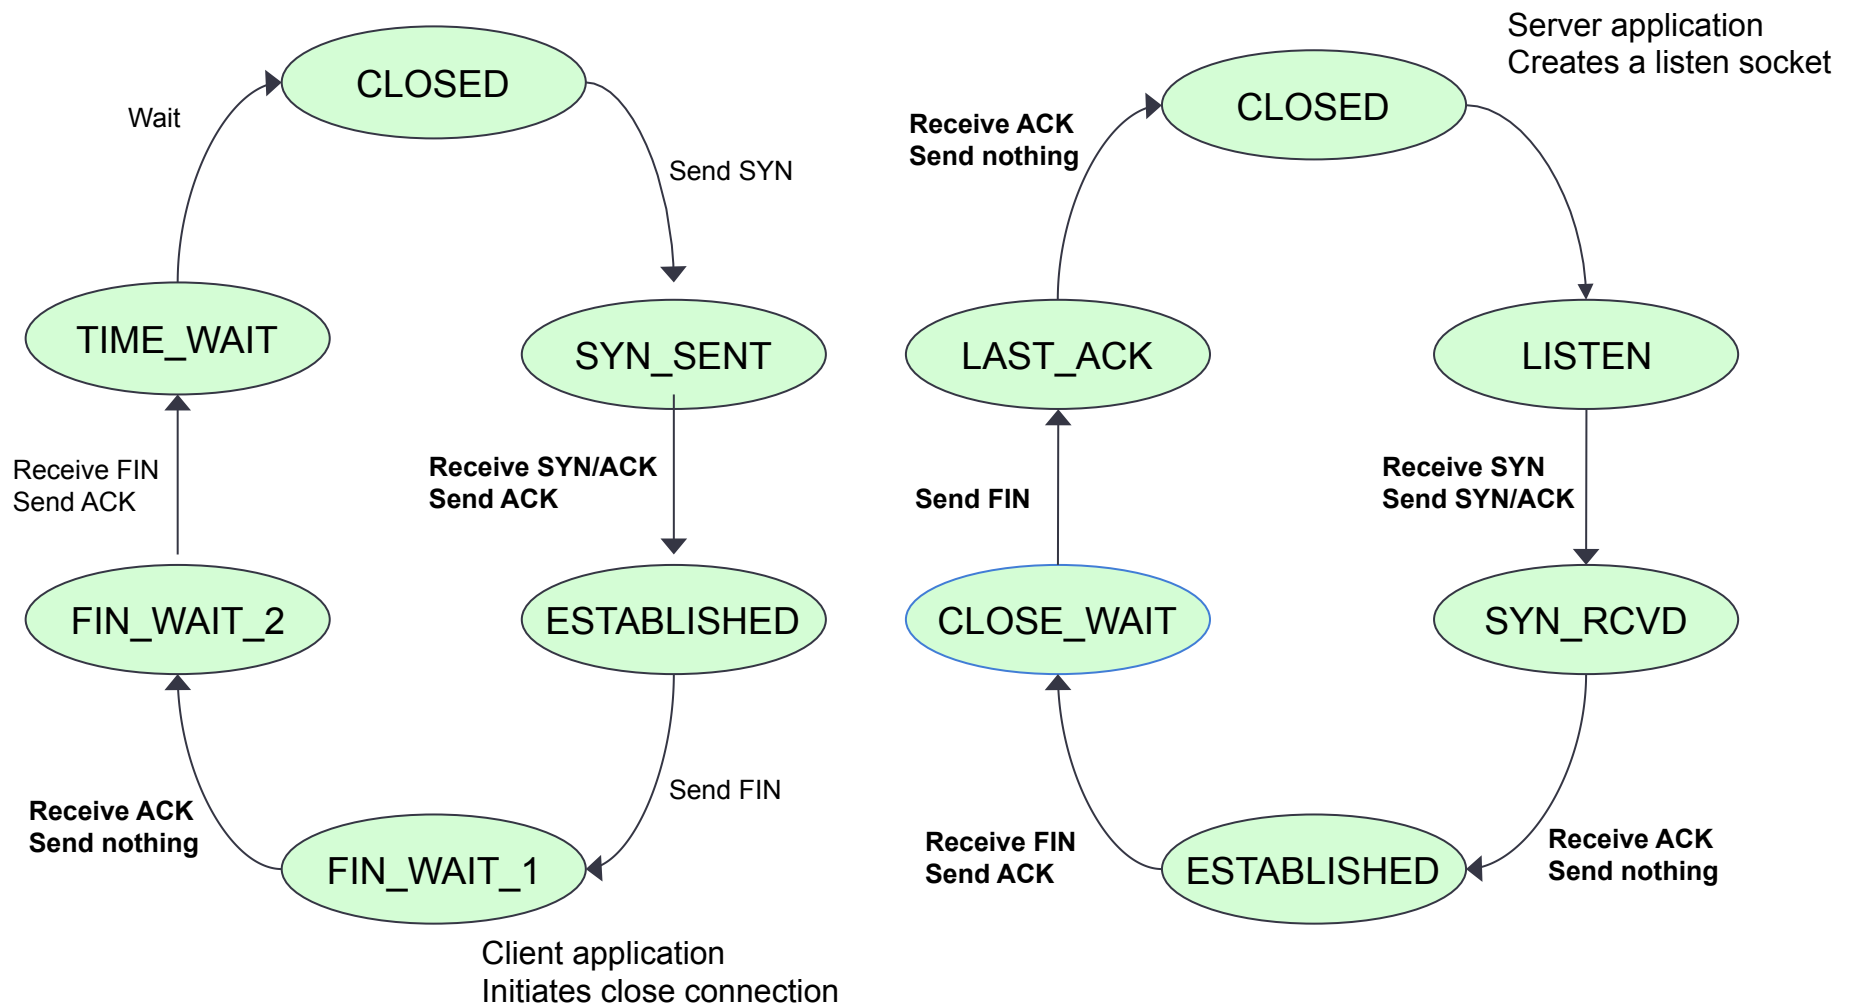 CLOSED
Wait
Send SYN
TIME_WAIT
SYN_SENT
Receive FIN
Send ACK
Receive SYN/ACK
Send ACK
FIN_WAIT_2
ESTABLISHED
Send FIN
Receive ACK
Send nothing
FIN_WAIT_1
Client application
Initiates close connection
Server application
Creates a listen socket
CLOSED
Receive ACK
Send nothing
LAST_ACK
LISTEN
Send FIN
Receive SYN
Send SYN/ACK
CLOSE_WAIT
SYN_RCVD
Receive FIN
Send ACK
ESTABLISHED
Receive ACK
Send nothing